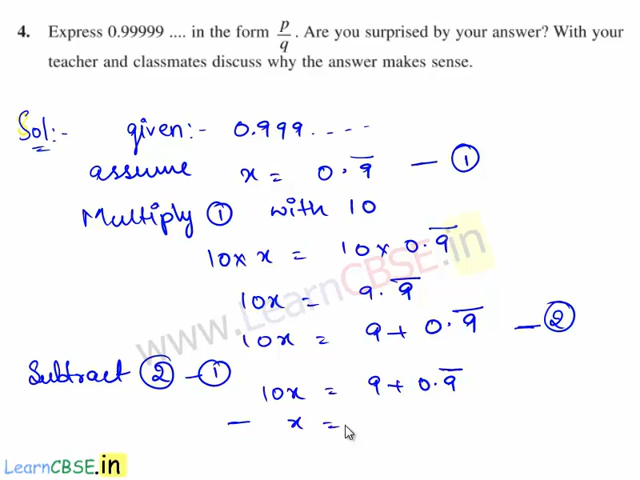 4. Express 0.99999 .... in the form p/q. Are you surprised by your answer? With your
teacher and classmates discuss why the answer makes sense.
Sol:- given:- 0.999.....
assume x = 0.9̅ — ①
Multiply ① with 10
10 × x = 10 × 0.9̅
10x = 9.9̅
10x = 9 + 0.9̅ — ②
Subtract ② - ①
10x = 9 + 0.9̅
- x =
www.LearnCBSE.in
LearnCBSE.in